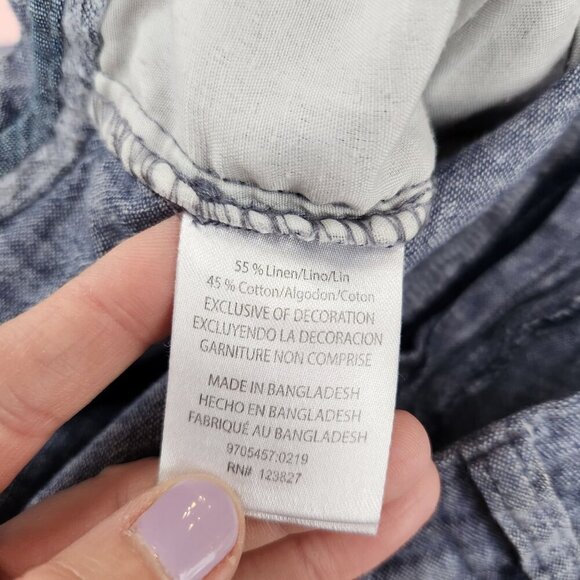 55 % Linen/Lino/Lin
45 % Cotton/Algodon/Coton
EXCLUSIVE OF DECORATION
EXCLUYENDO LA DECORACION
GARNITURE NON COMPRISE
MADE IN BANGLADESH
HECHO EN BANGLADESH
FABRIQUÉ AU BANGLADESH
9705457:0219
RN# 123827